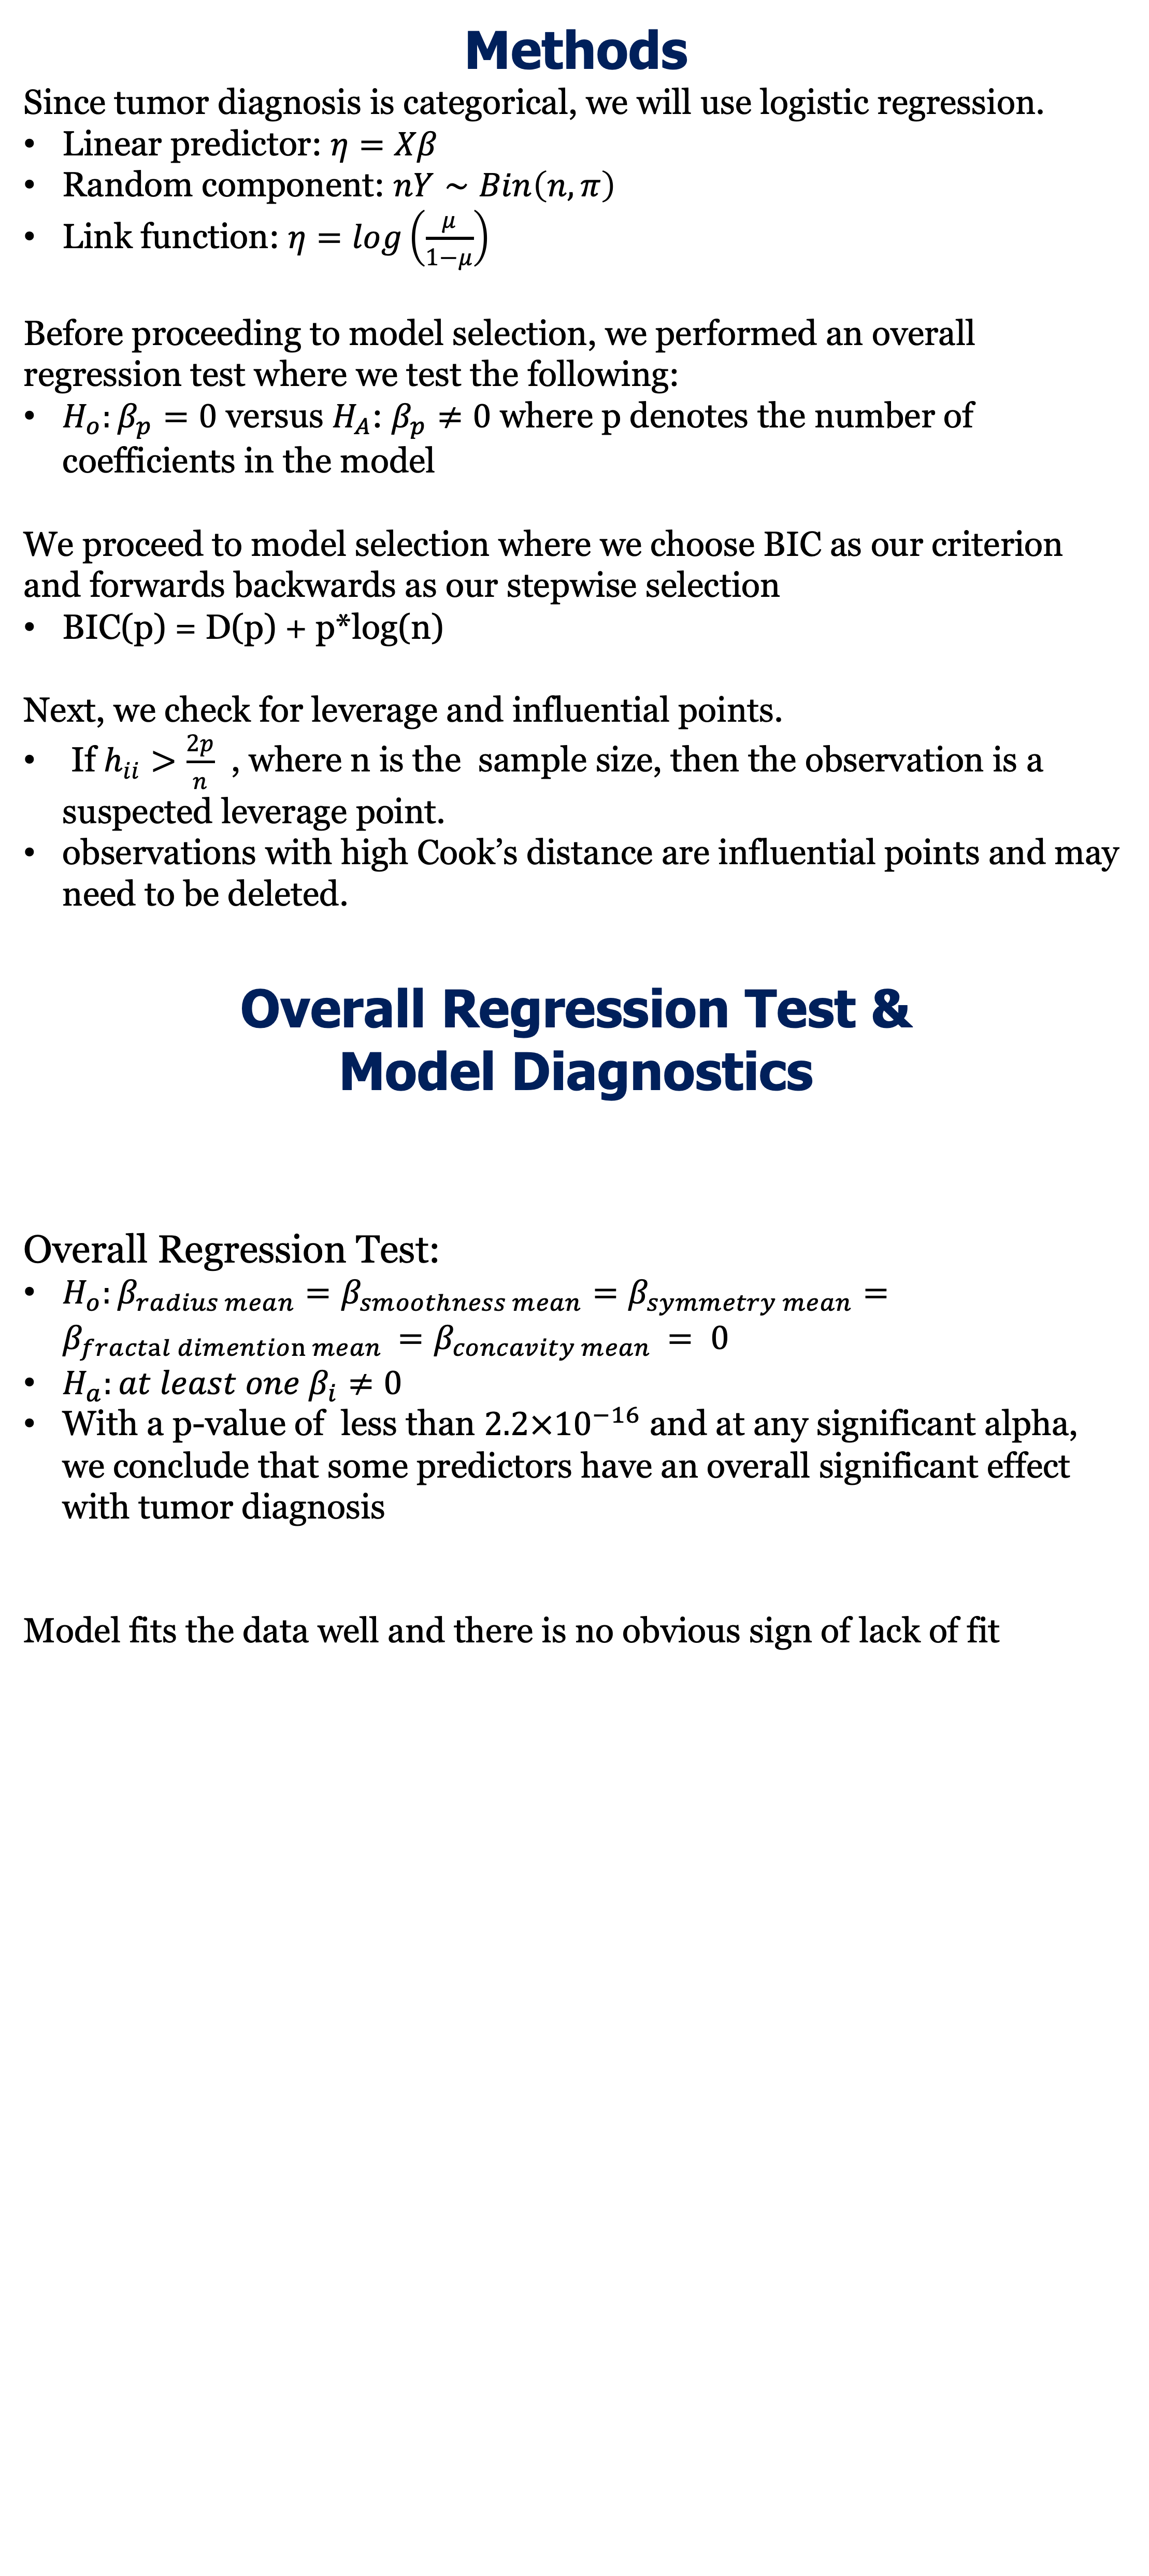 Methods
Since tumor diagnosis is categorical, we will use logistic regression.
• Linear predictor: η = Xβ
• Random component: nY ~ Bin(n, π)
• Link function: η = log (μ/(1−μ))
Before proceeding to model selection, we performed an overall
regression test where we test the following:
• Hₒ: βₚ = 0 versus H_A: βₚ ≠ 0 where p denotes the number of
coefficients in the model
We proceed to model selection where we choose BIC as our criterion
and forwards backwards as our stepwise selection
• BIC(p) = D(p) + p*log(n)
Next, we check for leverage and influential points.
• If h_ii > 2p/n , where n is the sample size, then the observation is a
suspected leverage point.
• observations with high Cook’s distance are influential points and may
need to be deleted.
Overall Regression Test &
Model Diagnostics
Overall Regression Test:
• Hₒ: β_radius mean = β_smoothness mean = β_symmetry mean =
β_fractal dimention mean = β_concavity mean = 0
• Hₐ: at least one βᵢ ≠ 0
• With a p-value of less than 2.2×10⁻¹⁶ and at any significant alpha,
we conclude that some predictors have an overall significant effect
with tumor diagnosis
Model fits the data well and there is no obvious sign of lack of fit